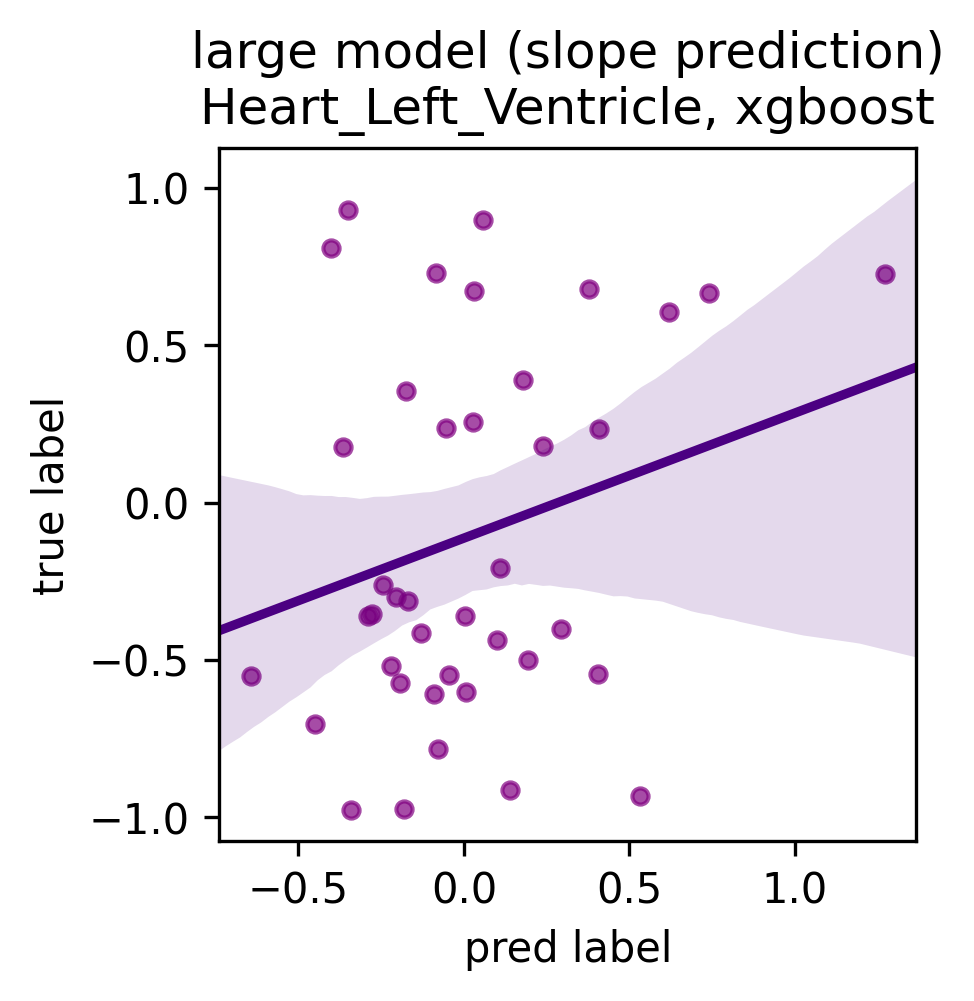 large model (slope prediction)
Heart_Left_Ventricle, xgboost
1.0
0.5
0.0
−0.5
−1.0
true label
−0.5 0.0 0.5 1.0
pred label